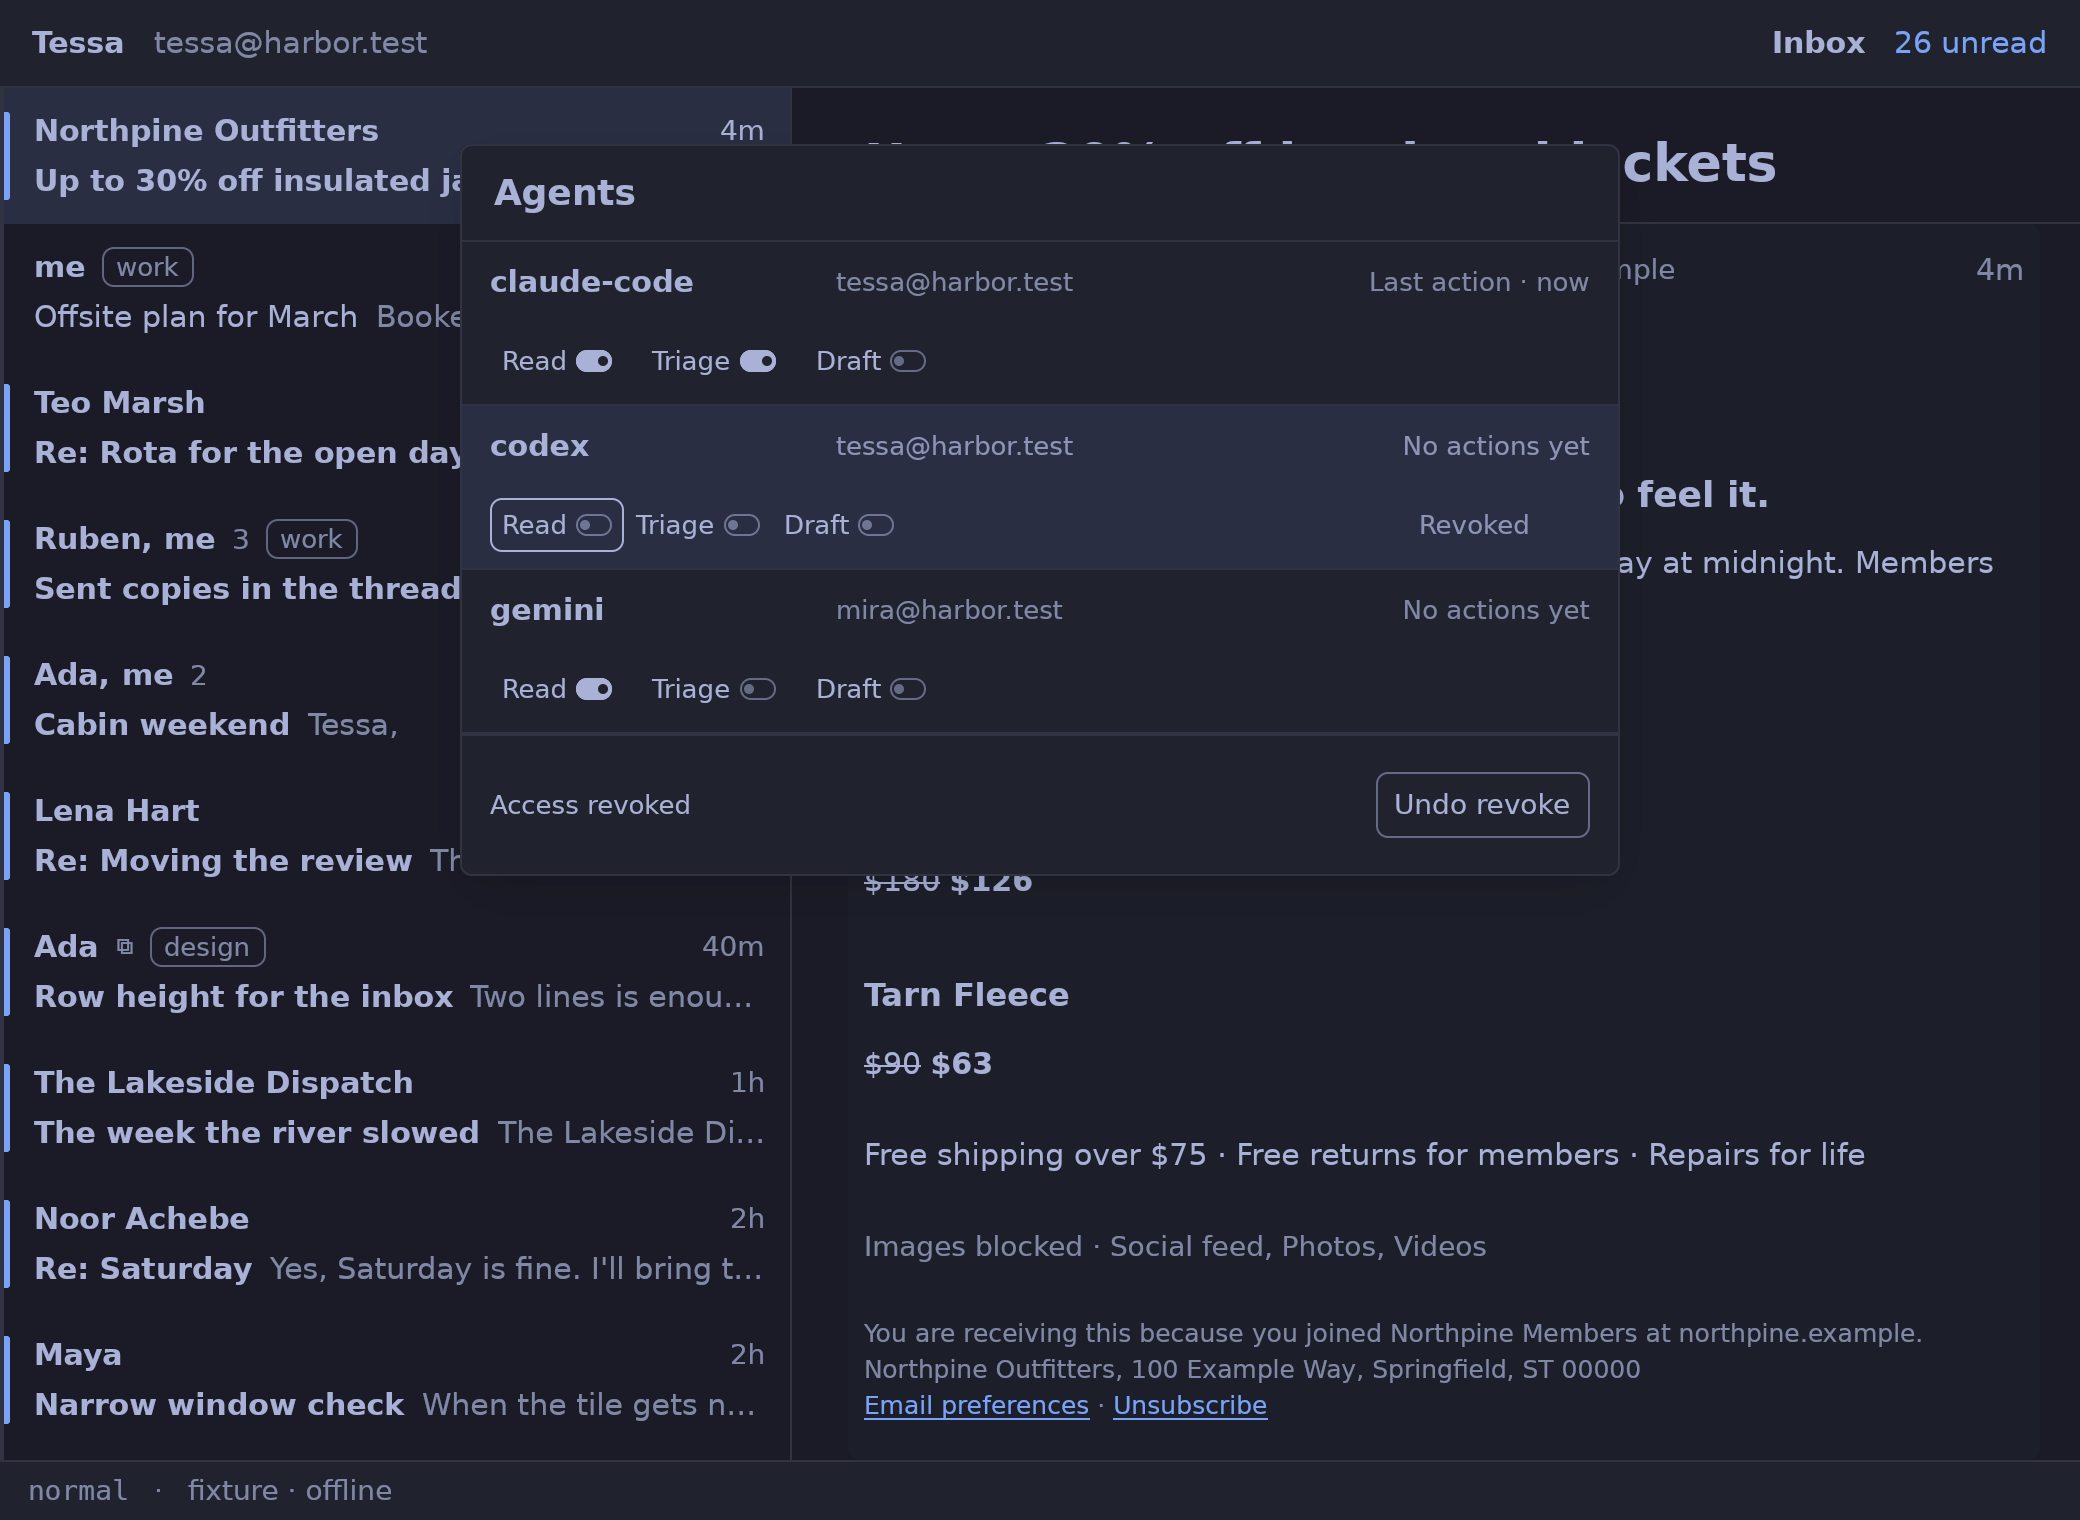 Tessa tessa@harbor.test Inbox 26 unread
Northpine Outfitters 4m
Up to 30% off insulated
me work
Offsite plan for March
Teo Marsh
Re: Rota for the open day
Ruben, me 3 work
Sent copies in the thread
Ada, me 2
Cabin weekend Tessa,
Lena Hart
Re: Moving the review
Ada design 40m
Row height for the inbox Two lines is enou…
The Lakeside Dispatch 1h
The week the river slowed The Lakeside Di…
Noor Achebe 2h
Re: Saturday Yes, Saturday is fine. I'll bring t…
Maya 2h
Narrow window check When the tile gets n…
Agents
claude-code tessa@harbor.test Last action · now
Read Triage Draft
codex tessa@harbor.test No actions yet
Read Triage Draft Revoked
gemini mira@harbor.test No actions yet
Read Triage Draft
Access revoked Undo revoke
ckets
mple 4m
feel it.
ay at midnight. Members
$180 $126
Tarn Fleece
$90 $63
Free shipping over $75 · Free returns for members · Repairs for life
Images blocked · Social feed, Photos, Videos
You are receiving this because you joined Northpine Members at northpine.example.
Northpine Outfitters, 100 Example Way, Springfield, ST 00000
Email preferences · Unsubscribe
normal · fixture · offline